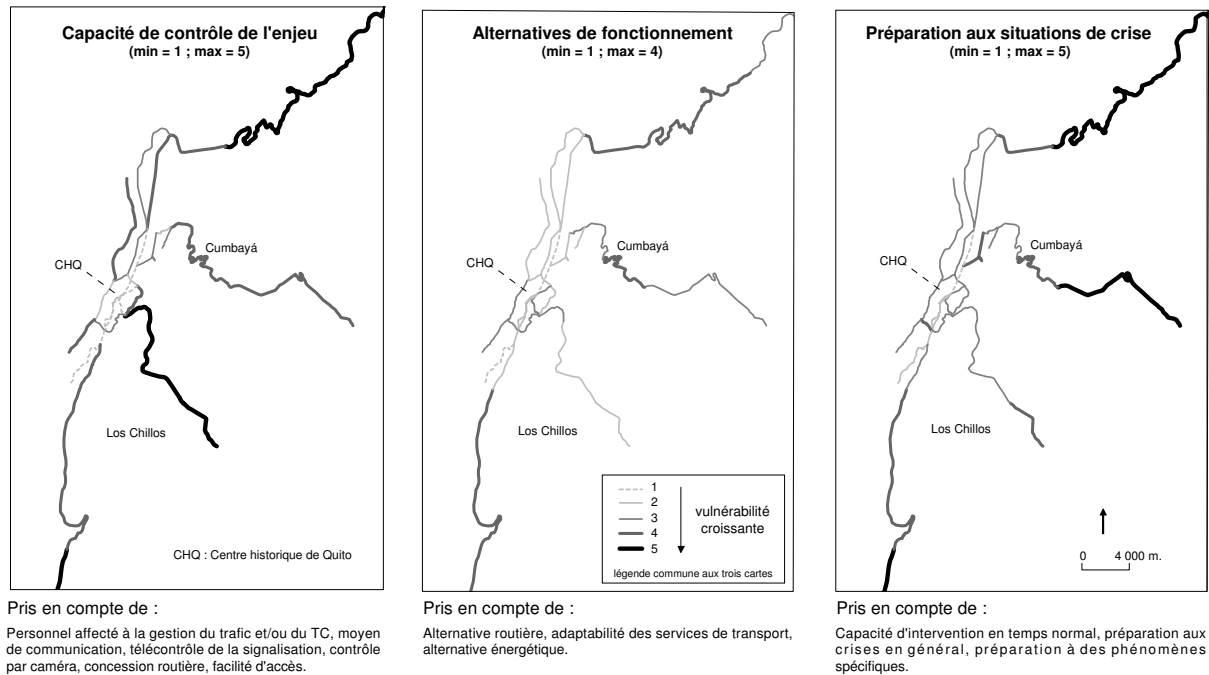 Capacité de contrôle de l'enjeu
(min = 1 ; max = 5)
CHQ
Cumbayá
Los Chillos
CHQ : Centre historique de Quito
Pris en compte de :
Personnel affecté à la gestion du trafic et/ou du TC, moyen
de communication, télécontrôle de la signalisation, contrôle
par caméra, concession routière, facilité d'accès.
Alternatives de fonctionnement
(min = 1 ; max = 4)
CHQ
Cumbayá
Los Chillos
1
2
3
4
5
vulnérabilité
croissante
légende commune aux trois cartes
Pris en compte de :
Alternative routière, adaptabilité des services de transport,
alternative énergétique.
Préparation aux situations de crise
(min = 1 ; max = 5)
CHQ
Cumbayá
Los Chillos
0 4 000 m.
Pris en compte de :
Capacité d'intervention en temps normal, préparation aux
crises en général, préparation à des phénomènes
spécifiques.